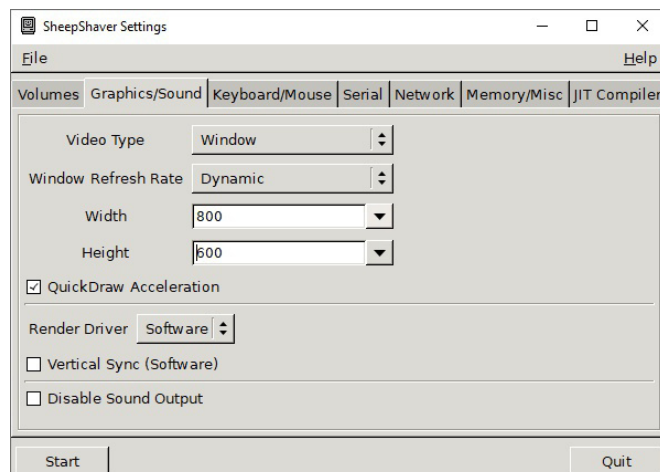 SheepShaver Settings
File Help
Volumes Graphics/Sound Keyboard/Mouse Serial Network Memory/Misc JIT Compiler
Video Type Window
Window Refresh Rate Dynamic
Width 800
Height 600
QuickDraw Acceleration
Render Driver Software
Vertical Sync (Software)
Disable Sound Output
Start Quit